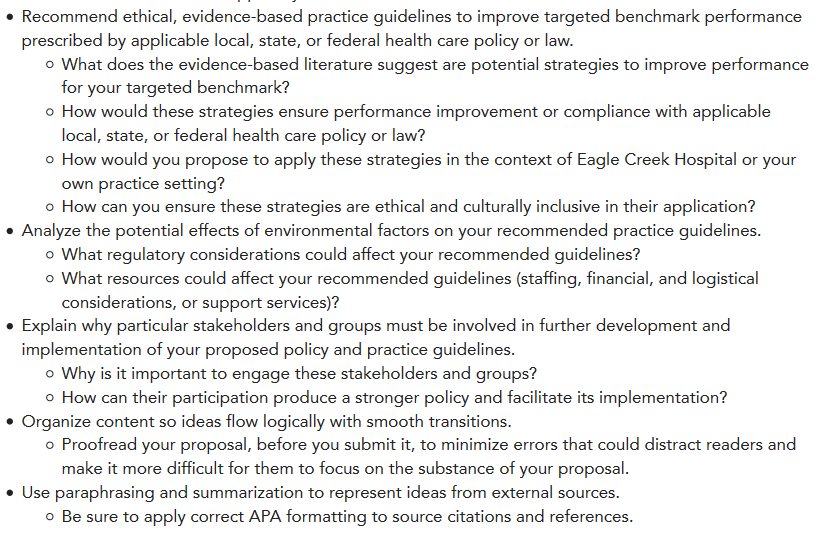 • Recommend ethical, evidence-based practice guidelines to improve targeted benchmark performance
prescribed by applicable local, state, or federal health care policy or law.
○ What does the evidence-based literature suggest are potential strategies to improve performance
for your targeted benchmark?
○ How would these strategies ensure performance improvement or compliance with applicable
local, state, or federal health care policy or law?
○ How would you propose to apply these strategies in the context of Eagle Creek Hospital or your
own practice setting?
○ How can you ensure these strategies are ethical and culturally inclusive in their application?
• Analyze the potential effects of environmental factors on your recommended practice guidelines.
○ What regulatory considerations could affect your recommended guidelines?
○ What resources could affect your recommended guidelines (staffing, financial, and logistical
considerations, or support services)?
• Explain why particular stakeholders and groups must be involved in further development and
implementation of your proposed policy and practice guidelines.
○ Why is it important to engage these stakeholders and groups?
○ How can their participation produce a stronger policy and facilitate its implementation?
• Organize content so ideas flow logically with smooth transitions.
○ Proofread your proposal, before you submit it, to minimize errors that could distract readers and
make it more difficult for them to focus on the substance of your proposal.
• Use paraphrasing and summarization to represent ideas from external sources.
○ Be sure to apply correct APA formatting to source citations and references.